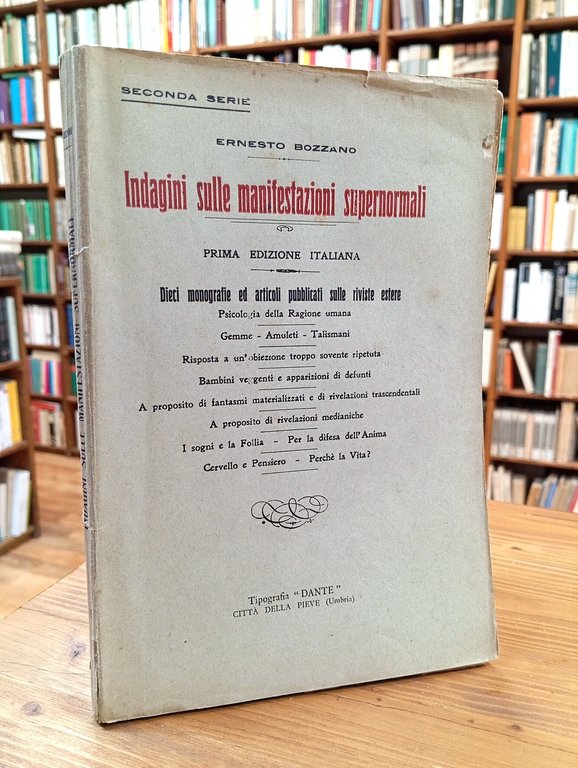 SECONDA SERIE
ERNESTO BOZZANO
Indagini sulle manifestazioni supernormali
PRIMA EDIZIONE ITALIANA
Dieci monografie ed articoli pubblicati sulle riviste estere
Psicologia della Ragione umana
Gemme - Amuleti - Talismani
Risposta a un'obiezione troppo sovente ripetuta
Bambini veggenti e apparizioni di defunti
A proposito di fantasmi materializzati e di rivelazioni trascendentali
A proposito di rivelazioni medianiche
I sogni e la Follia - Per la difesa dell'Anima
Cervello e Pensiero - Perchè la Vita?
Tipografia "DANTE"
CITTÀ DELLA PIEVE (Umbria)
INDAGINI SULLE MANIFESTAZIONI SUPERNORMALI